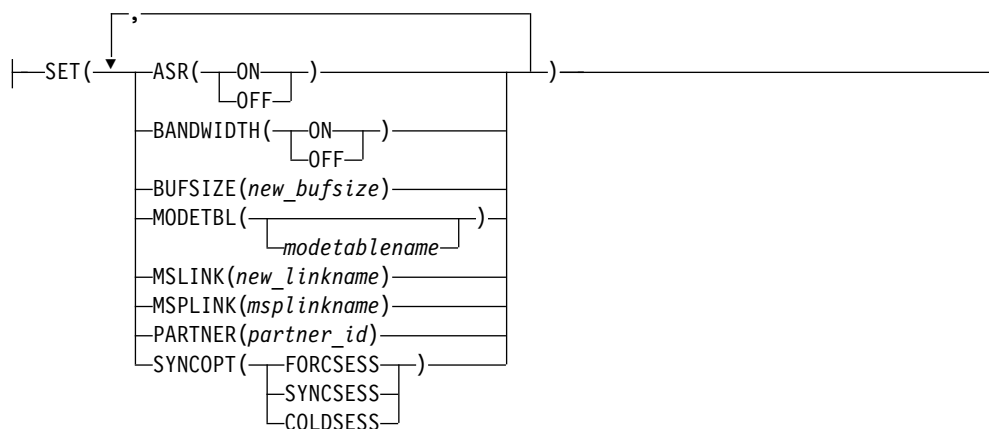 ,
SET( ASR( ON ) )
OFF
BANDWIDTH( ON )
OFF
BUFSIZE(new_bufsize)
MODETBL( )
modetablename
MSLINK(new_linkname)
MSPLINK(msplinkname)
PARTNER(partner_id)
SYNCOPT( FORCSESS )
SYNCSESS
COLDSESS